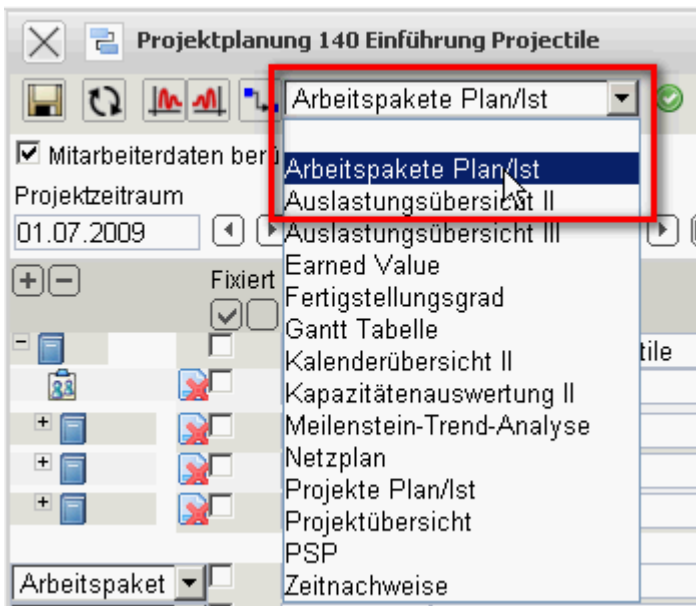 Projektplanung 140 Einführung Projectile
Arbeitspakete Plan/Ist
Mitarbeiterdaten
Arbeitspakete Plan/Ist
Projektzeitraum
Auslastungsübersicht II
01.07.2009
Auslastungsübersicht III
Earned Value
Fixiert
Fertigstellungsgrad
Gantt Tabelle
Kalenderübersicht II
Kapazitätenauswertung II
Meilenstein-Trend-Analyse
Netzplan
Projekte Plan/Ist
Projektübersicht
PSP
Arbeitspaket
Zeitnachweise